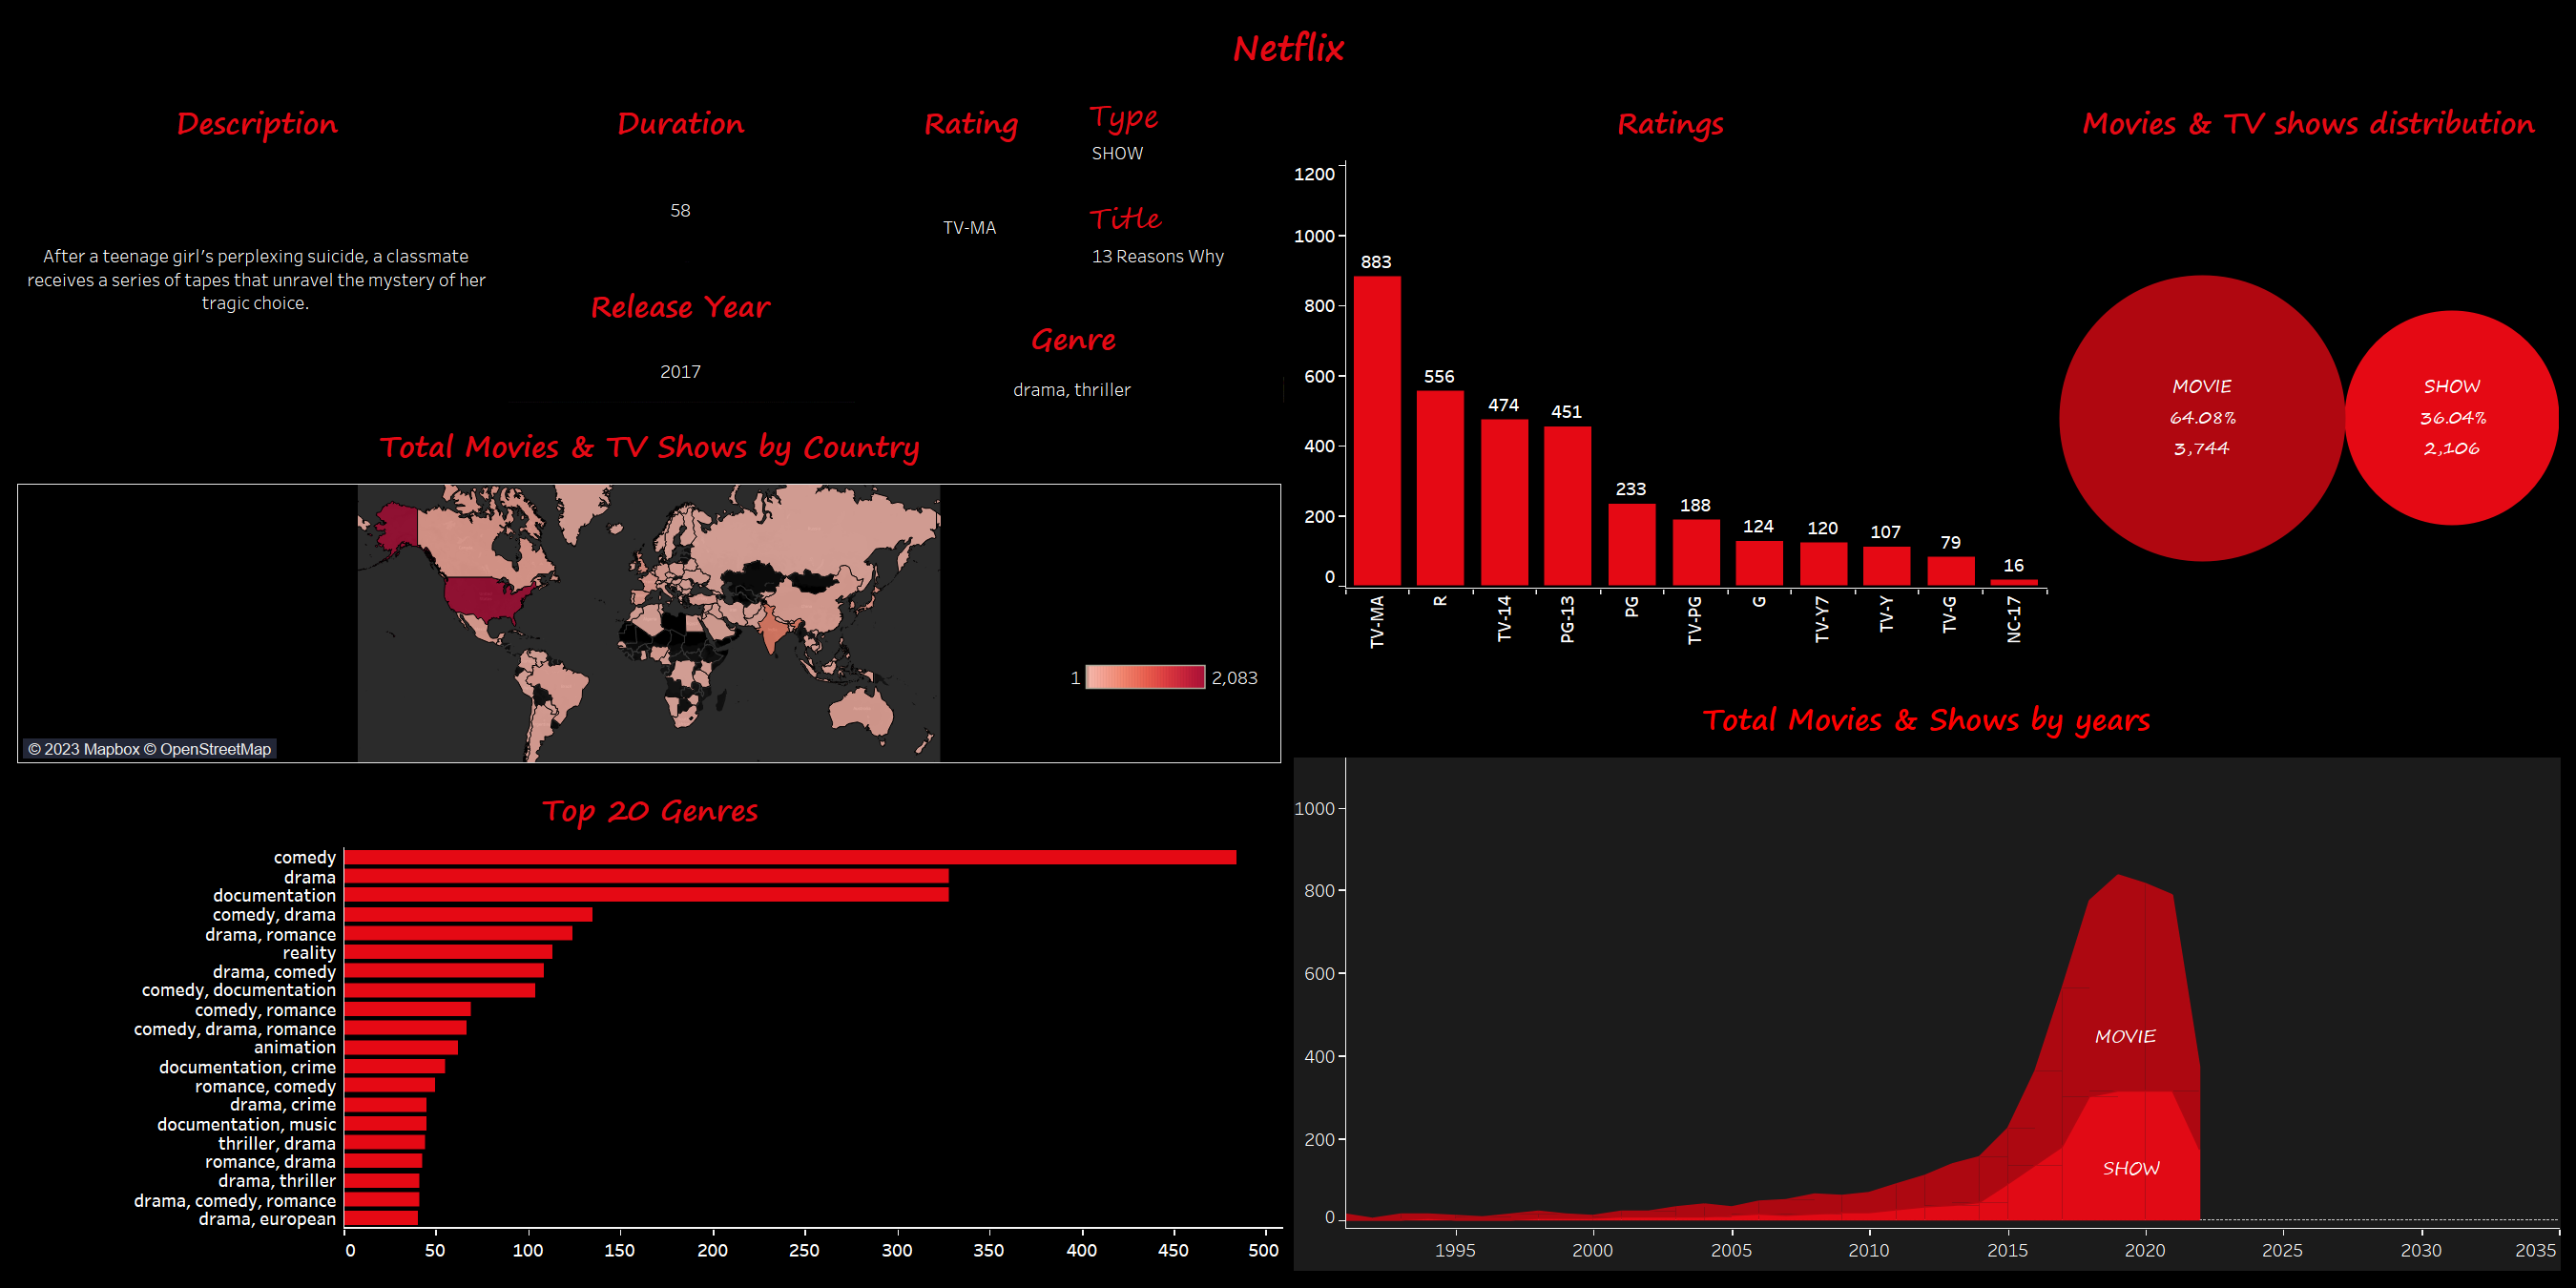 Netflix
Description
After a teenage girl's perplexing suicide, a classmate
receives a series of tapes that unravel the mystery of her
tragic choice.
Duration
58
Release Year
2017
Rating
TV-MA
Type
SHOW
Title
13 Reasons Why
Genre
drama, thriller
Total Movies & TV Shows by Country
1 2,083
© 2023 Mapbox © OpenStreetMap
Top 20 Genres
comedy
drama
documentation
comedy, drama
drama, romance
reality
drama, comedy
comedy, documentation
comedy, romance
comedy, drama, romance
animation
documentation, crime
romance, comedy
drama, crime
documentation, music
thriller, drama
romance, drama
drama, thriller
drama, comedy, romance
drama, european
0 50 100 150 200 250 300 350 400 450 500
Ratings
1200
1000
800
600
400
200
0
883
556
474
451
233
188
124
120
107
79
16
TV-MA
R
TV-14
PG-13
PG
TV-PG
G
TV-Y7
TV-Y
TV-G
NC-17
Movies & TV shows distribution
MOVIE
64.08%
3,744
SHOW
36.04%
2,106
Total Movies & Shows by years
1000
800
600
400
200
0
MOVIE
SHOW
1995 2000 2005 2010 2015 2020 2025 2030 2035